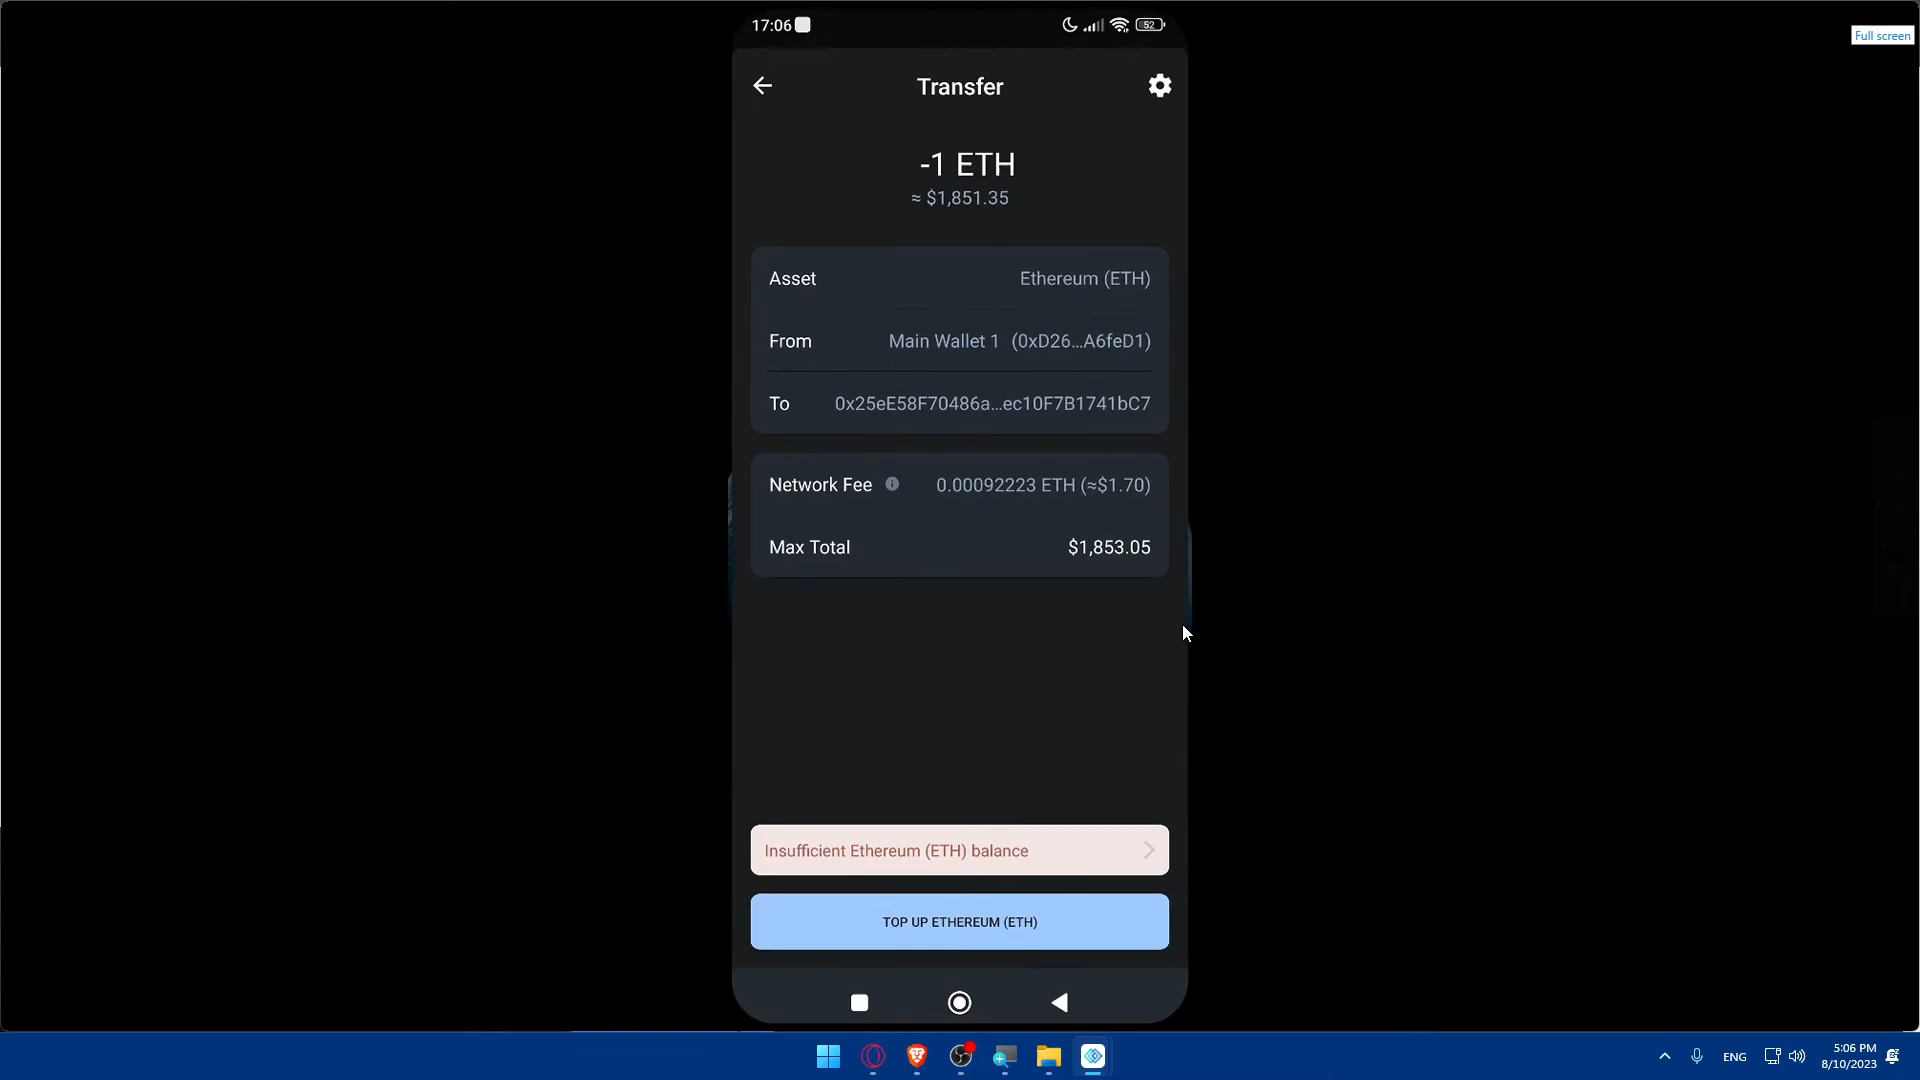 17:06
52
Full screen
Transfer
-1 ETH
≈ $1,851.35
Asset Ethereum (ETH)
From Main Wallet 1 (0xD26...A6feD1)
To 0x25eE58F70486a...ec10F7B1741bC7
Network Fee 0.00092223 ETH (≈$1.70)
Max Total $1,853.05
Insufficient Ethereum (ETH) balance
TOP UP ETHEREUM (ETH)
ENG
5:06 PM
8/10/2023